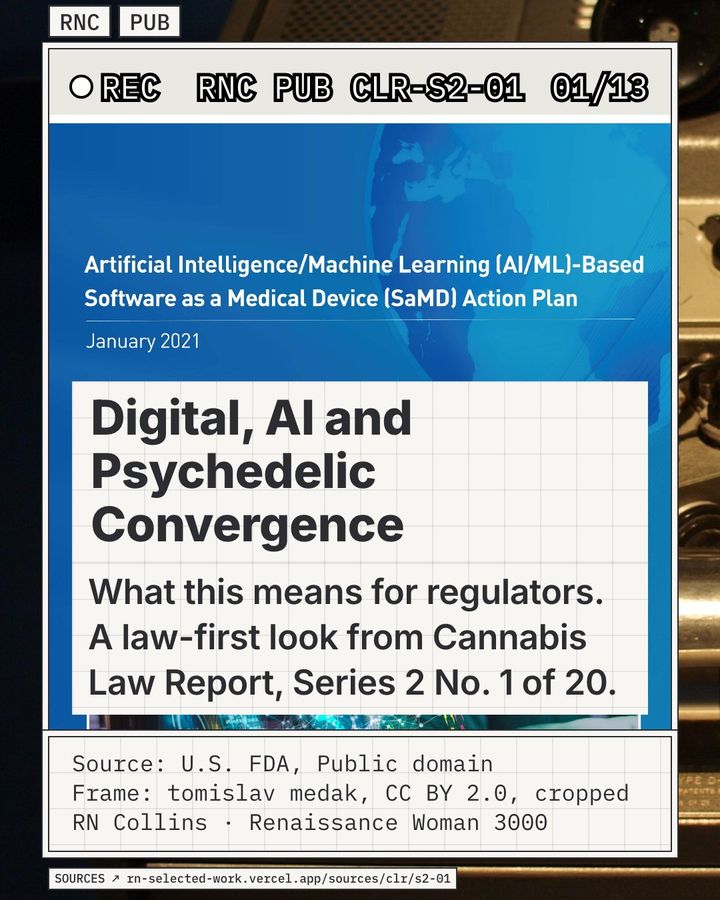 RNC PUB
REC RNC PUB CLR-S2-01 01/13
Artificial Intelligence/Machine Learning (AI/ML)-Based
Software as a Medical Device (SaMD) Action Plan
January 2021
Digital, AI and
Psychedelic
Convergence
What this means for regulators.
A law-first look from Cannabis
Law Report, Series 2 No. 1 of 20.
Source: U.S. FDA, Public domain
Frame: tomislav medak, CC BY 2.0, cropped
RN Collins · Renaissance Woman 3000
SOURCES ↗ rn-selected-work.vercel.app/sources/clr/s2-01